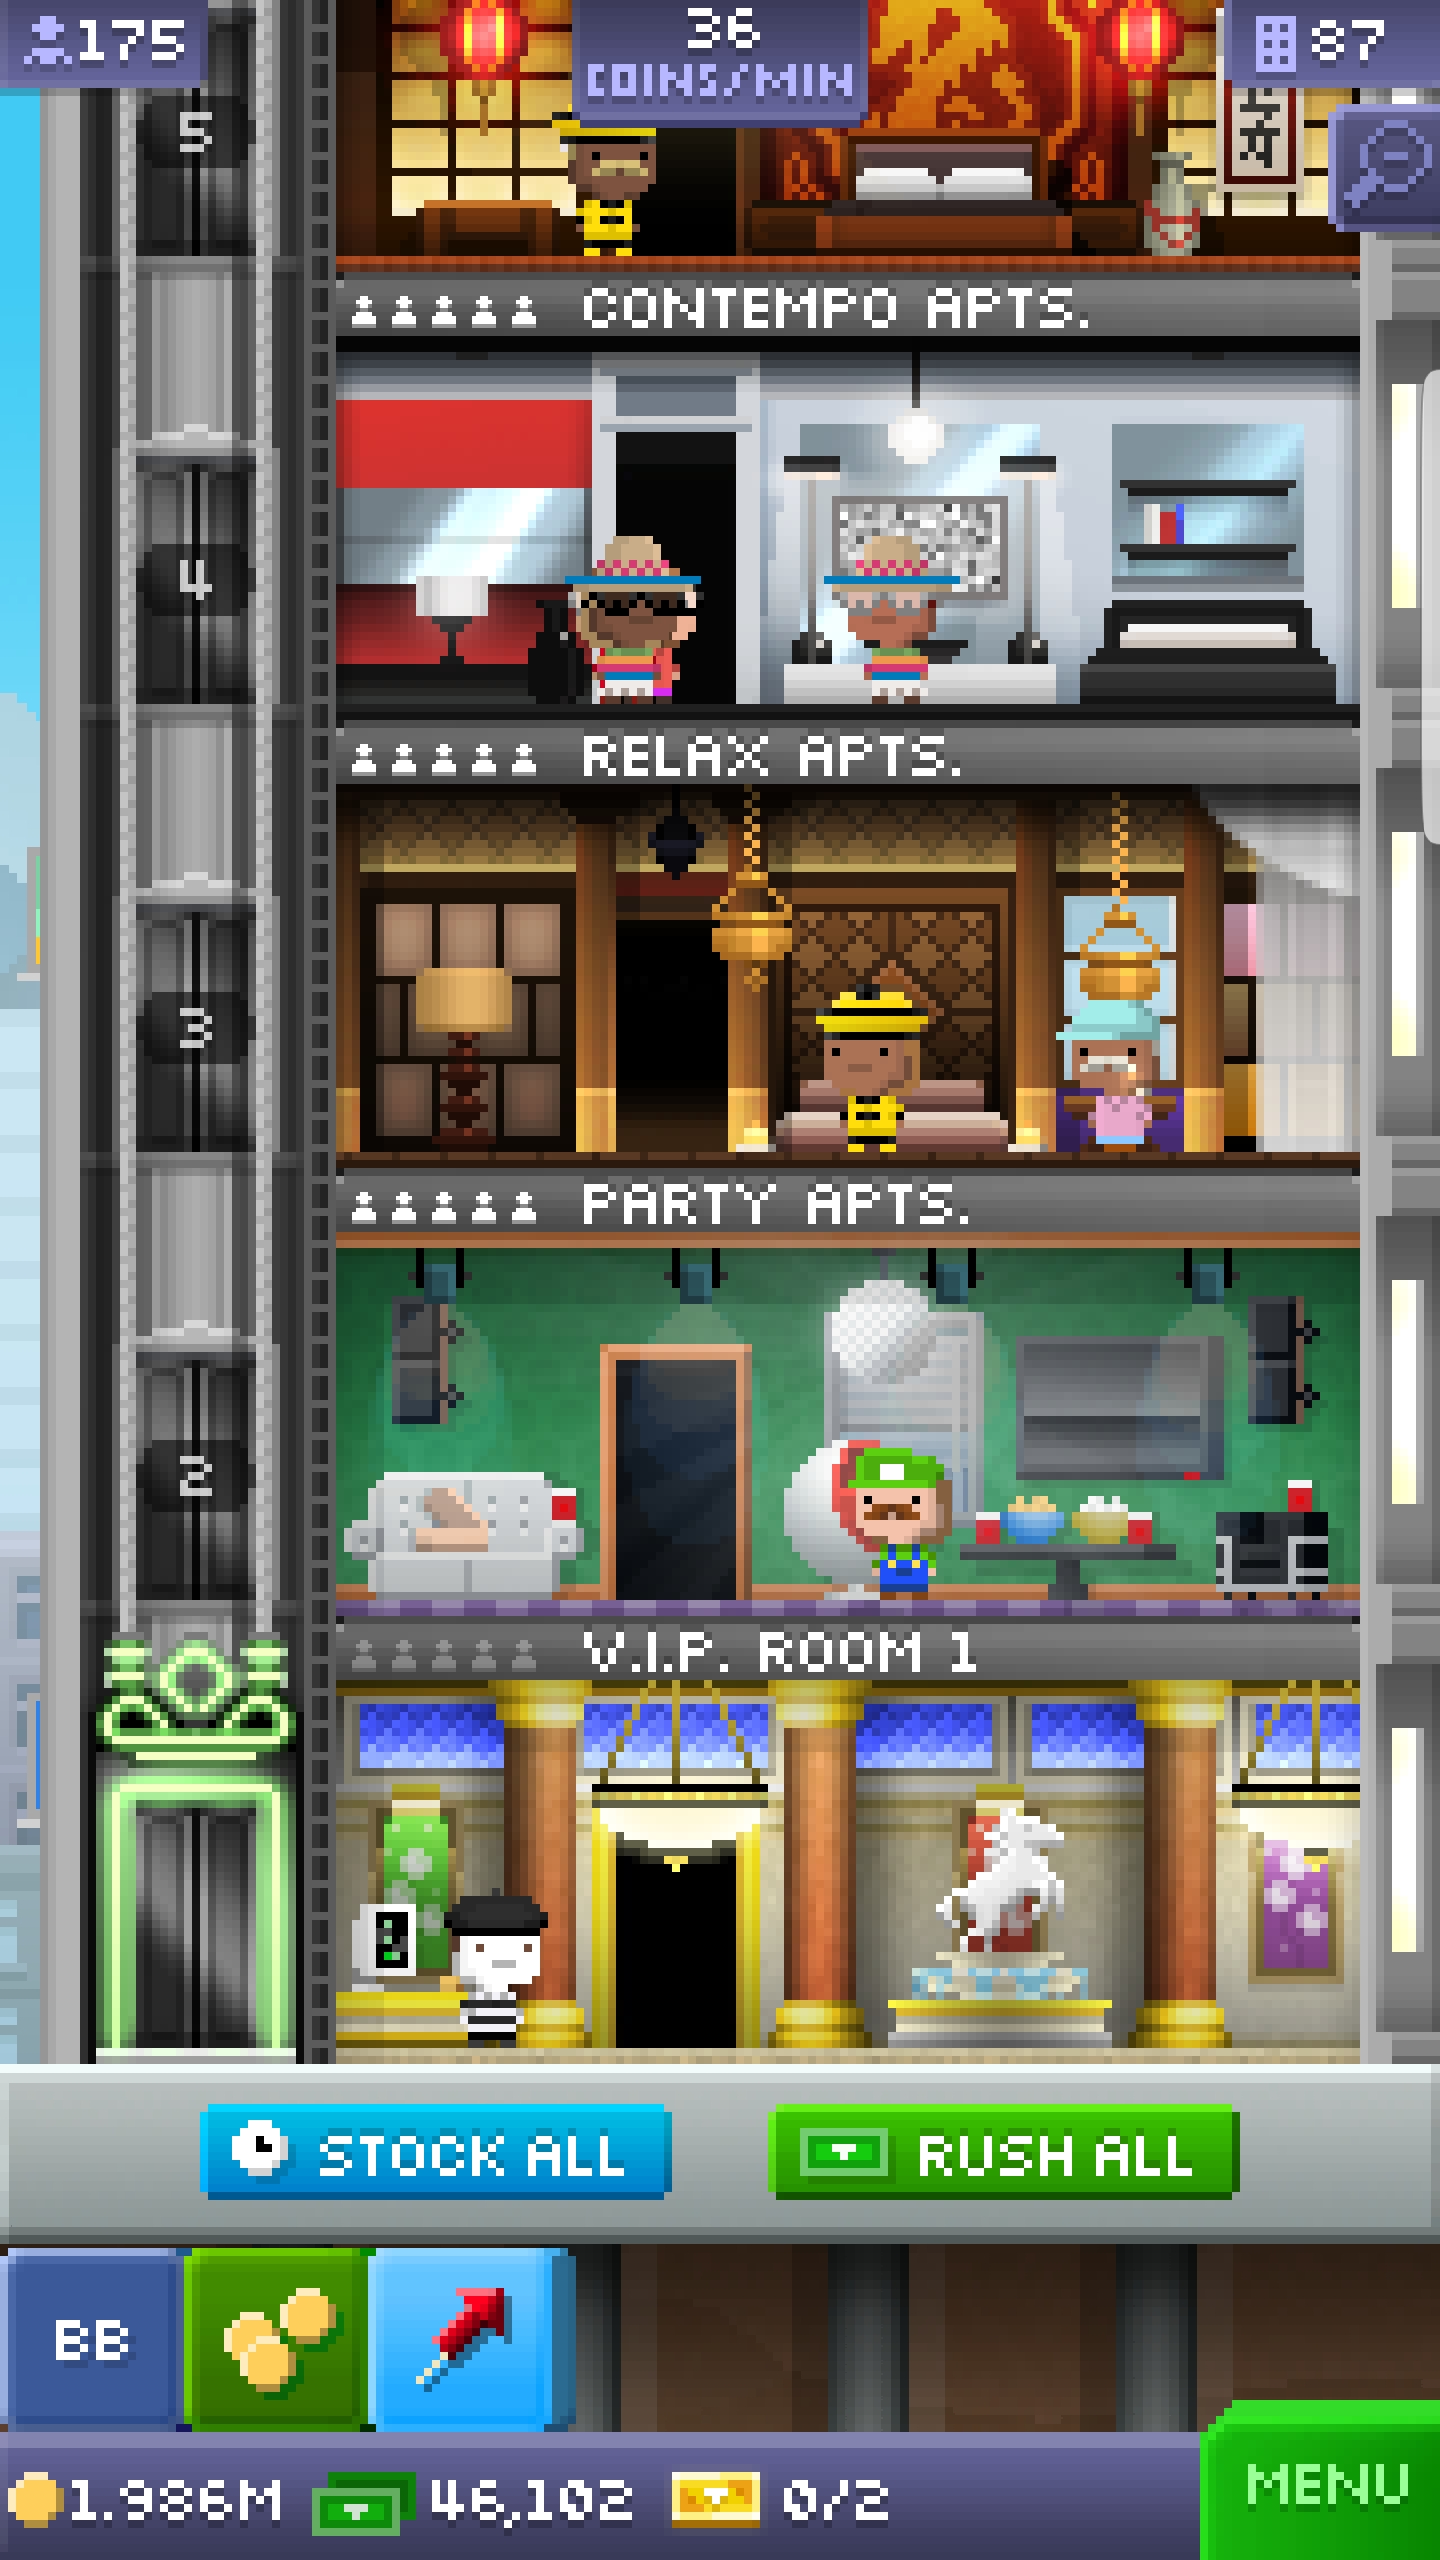 175
36
COINS/MIN
87
5
CONTEMPO APTS.
4
RELAX APTS.
3
PARTY APTS.
2
V.I.P. ROOM 1
STOCK ALL
RUSH ALL
BB
1.986M
46,102
0/2
MENU